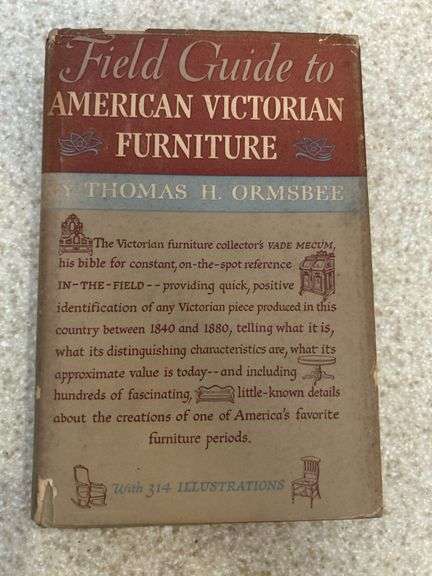 Field Guide to
AMERICAN VICTORIAN
FURNITURE
BY THOMAS H. ORMSBEE
The Victorian furniture collector's VADE MECUM,
his bible for constant, on-the-spot reference
IN-THE-FIELD -- providing quick, positive
identification of any Victorian piece produced in this
country between 1840 and 1880, telling what it is,
what its distinguishing characteristics are, what its
approximate value is today -- and including
hundreds of fascinating, little-known details
about the creations of one of America's favorite
furniture periods.
With 314 ILLUSTRATIONS